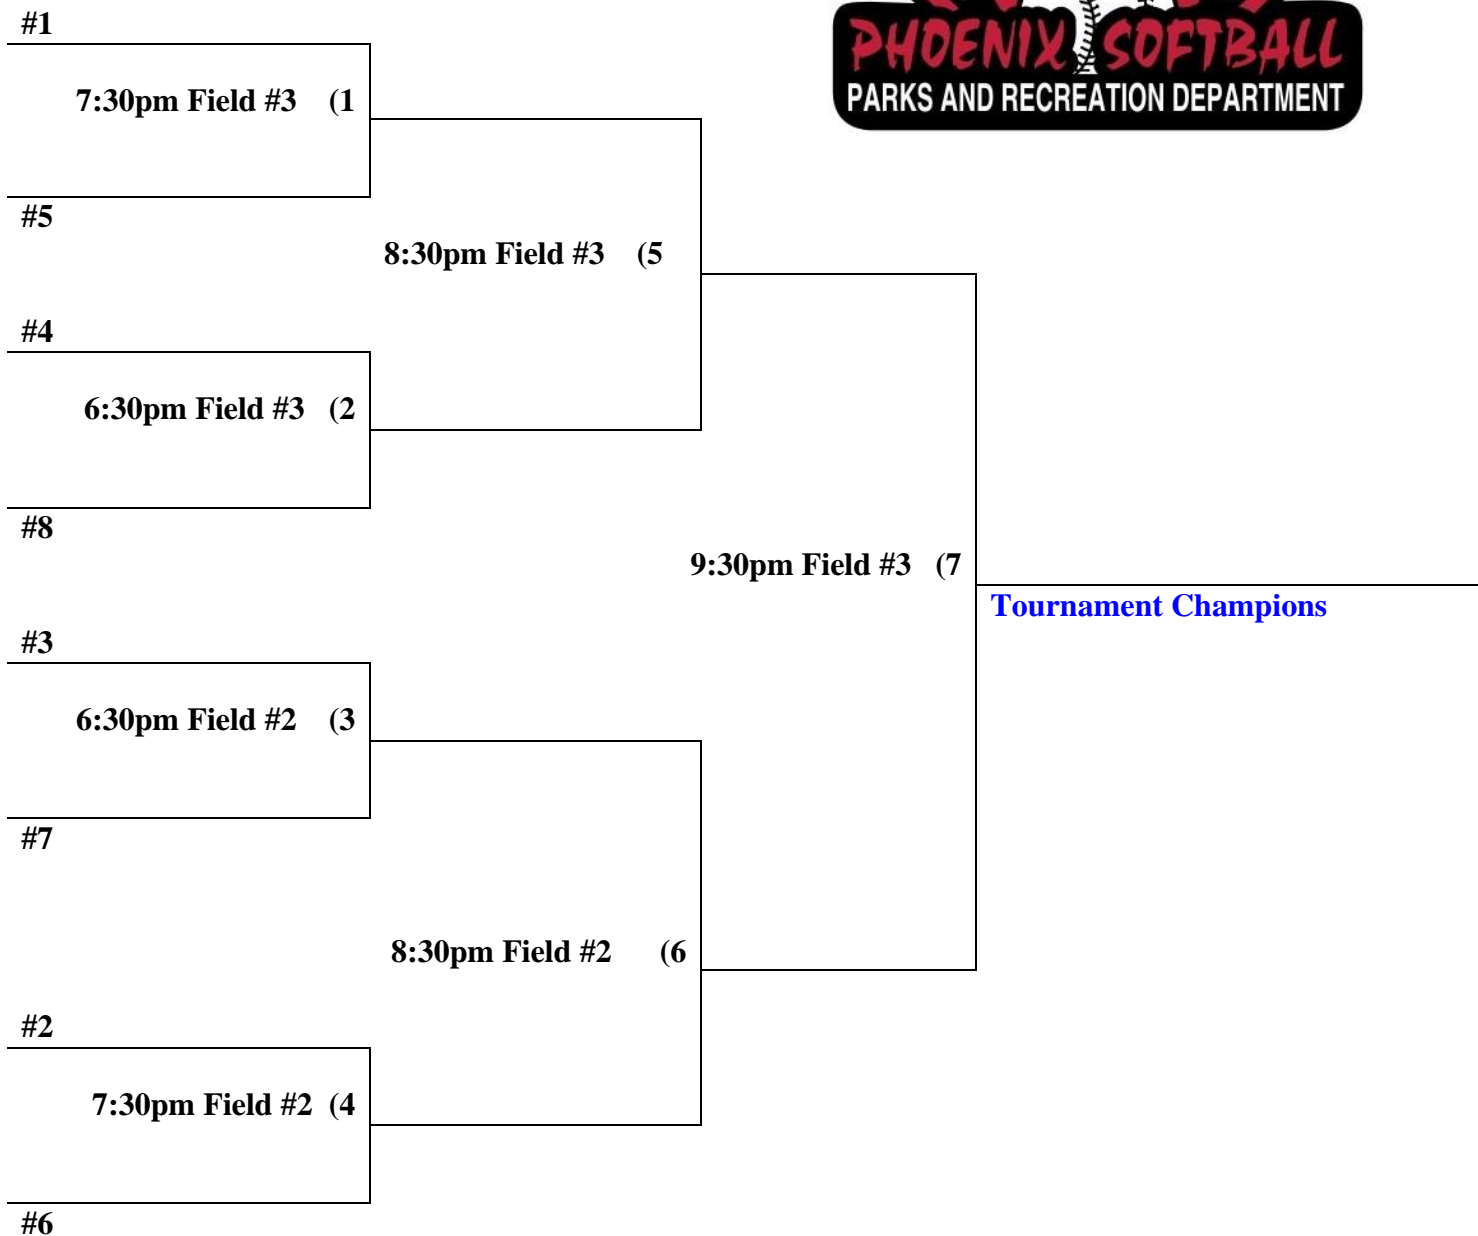 #1
PHOENIX SOFTBALL
7:30pm Field #3 (1
PARKS AND RECREATION DEPARTMENT
#5
8:30pm Field #3 (5
#4
6:30pm Field #3 (2
#8
9:30pm Field #3 (7
Tournament Champions
#3
6:30pm Field #2 (3
#7
8:30pm Field #2 (6
#2
7:30pm Field #2 (4
#6